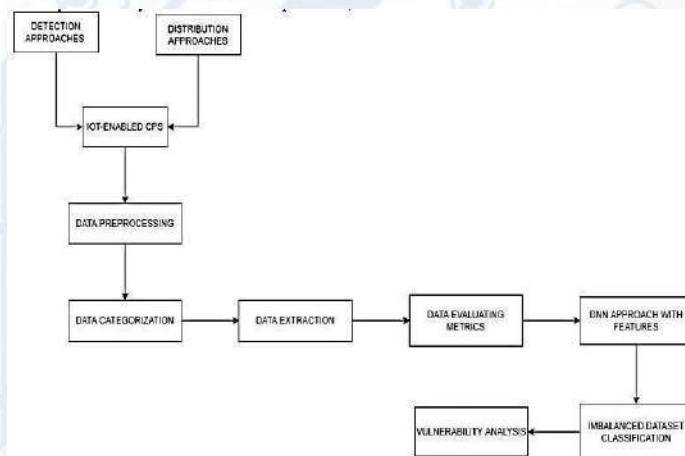 DETECTION
APPROACHES
DISTRIBUTION
APPROACHES
IOT-ENABLED CPS
DATA PREPROCESSING
DATA CATEGORIZATION
DATA EXTRACTION
DATA EVALUATING
METRICS
DNN APPROACH WITH
FEATURES
VULNERABILITY ANALYSIS
IMBALANCED DATASET
CLASSIFICATION